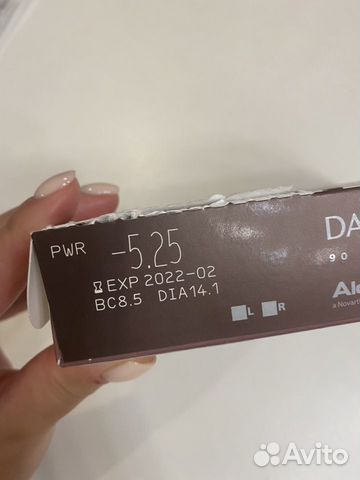 PWR -5.25
EXP 2022-02
BC8.5 DIA14.1
L R
DA
90
Alc
a Novart
Avito